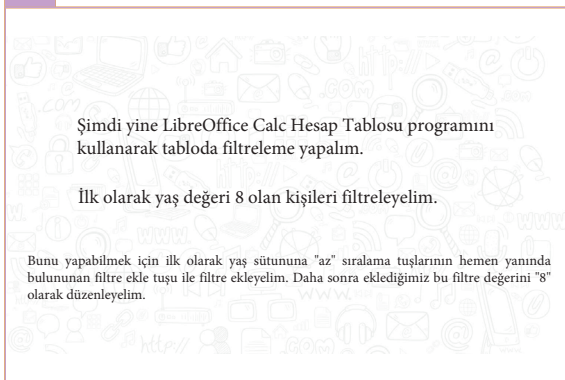 Şimdi yine LibreOffice Calc Hesap Tablosu programını
kullanarak tabloda filtreleme yapalım.
İlk olarak yaş değeri 8 olan kişileri filtreleyelim.
Bunu yapabilmek için ilk olarak yaş sütununa "az" sıralama tuşlarının hemen yanında
bulununan filtre ekle tuşu ile filtre ekleyelim. Daha sonra eklediğimiz bu filtre değerini "8"
olarak düzenleyelim.